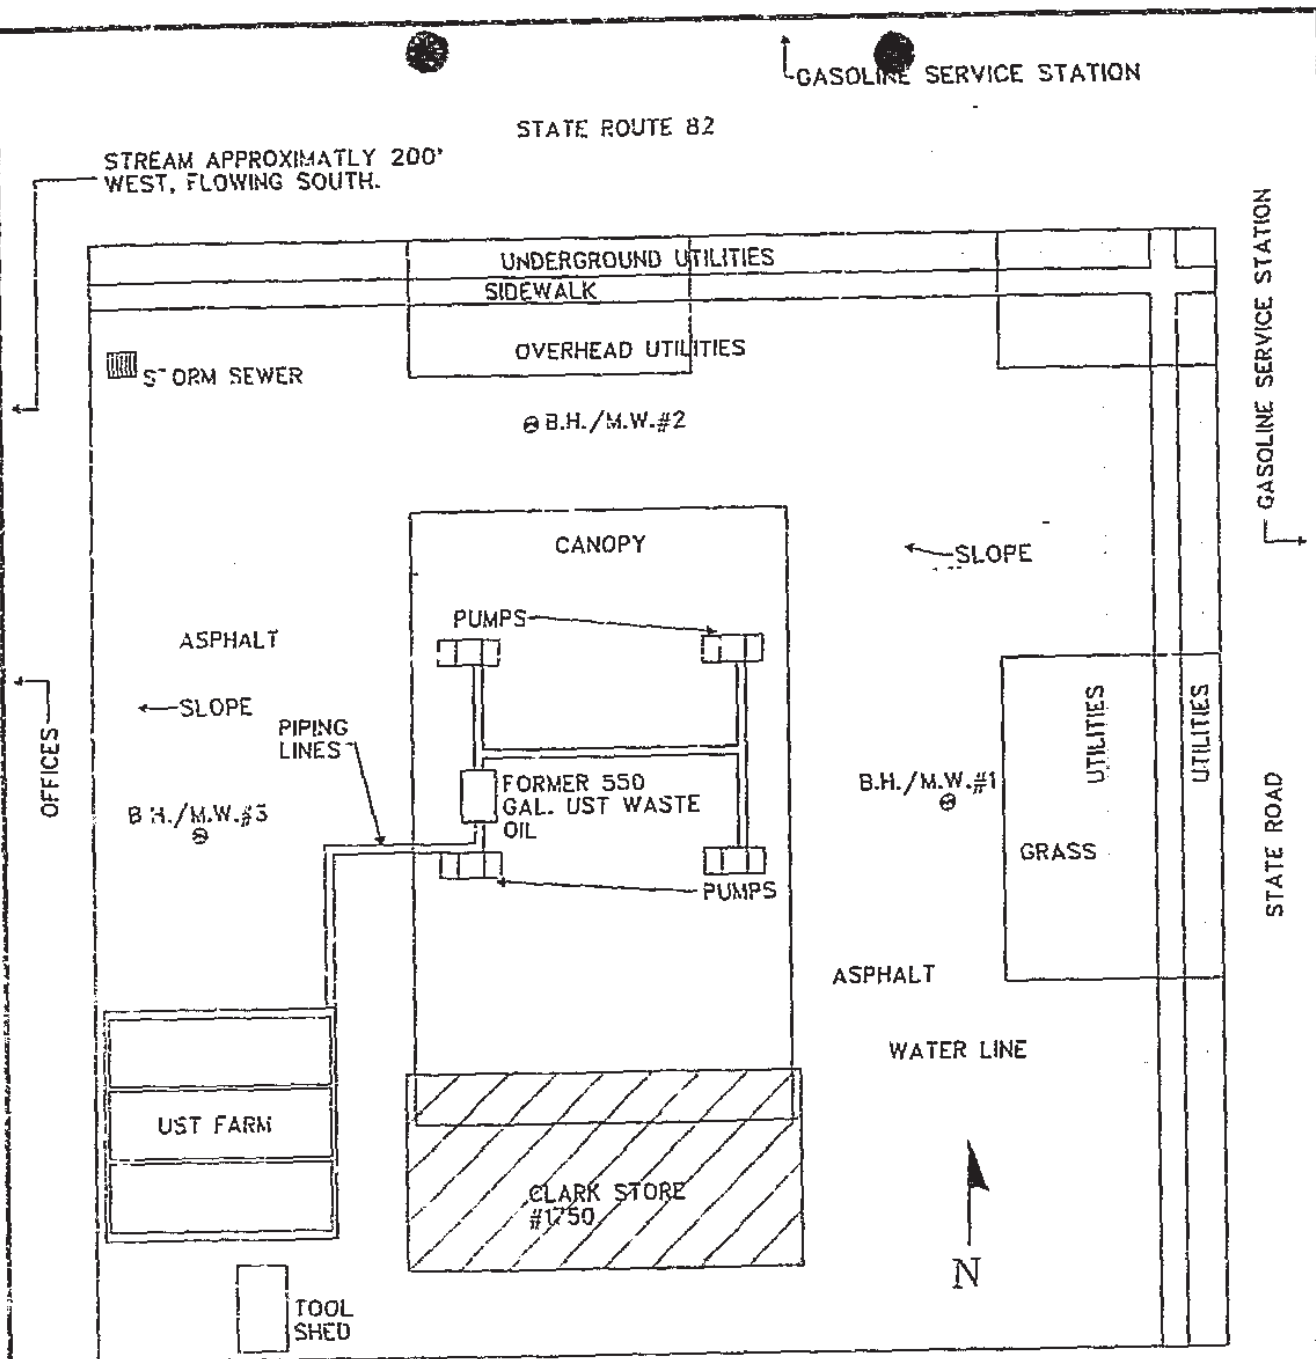 GASOLINE SERVICE STATION
STATE ROUTE 82
STREAM APPROXIMATLY 200'
WEST, FLOWING SOUTH.
UNDERGROUND UTILITIES
SIDEWALK
OVERHEAD UTILITIES
STORM SEWER
B.H./M.W.#2
GASOLINE SERVICE STATION
CANOPY
SLOPE
PUMPS
ASPHALT
SLOPE
PIPING
LINES
OFFICES
FORMER 550
GAL. UST WASTE
OIL
B.H./M.W.#3
B.H./M.W.#1
UTILITIES
UTILITIES
GRASS
STATE ROAD
PUMPS
ASPHALT
WATER LINE
UST FARM
CLARK STORE
#1750
N
TOOL
SHED